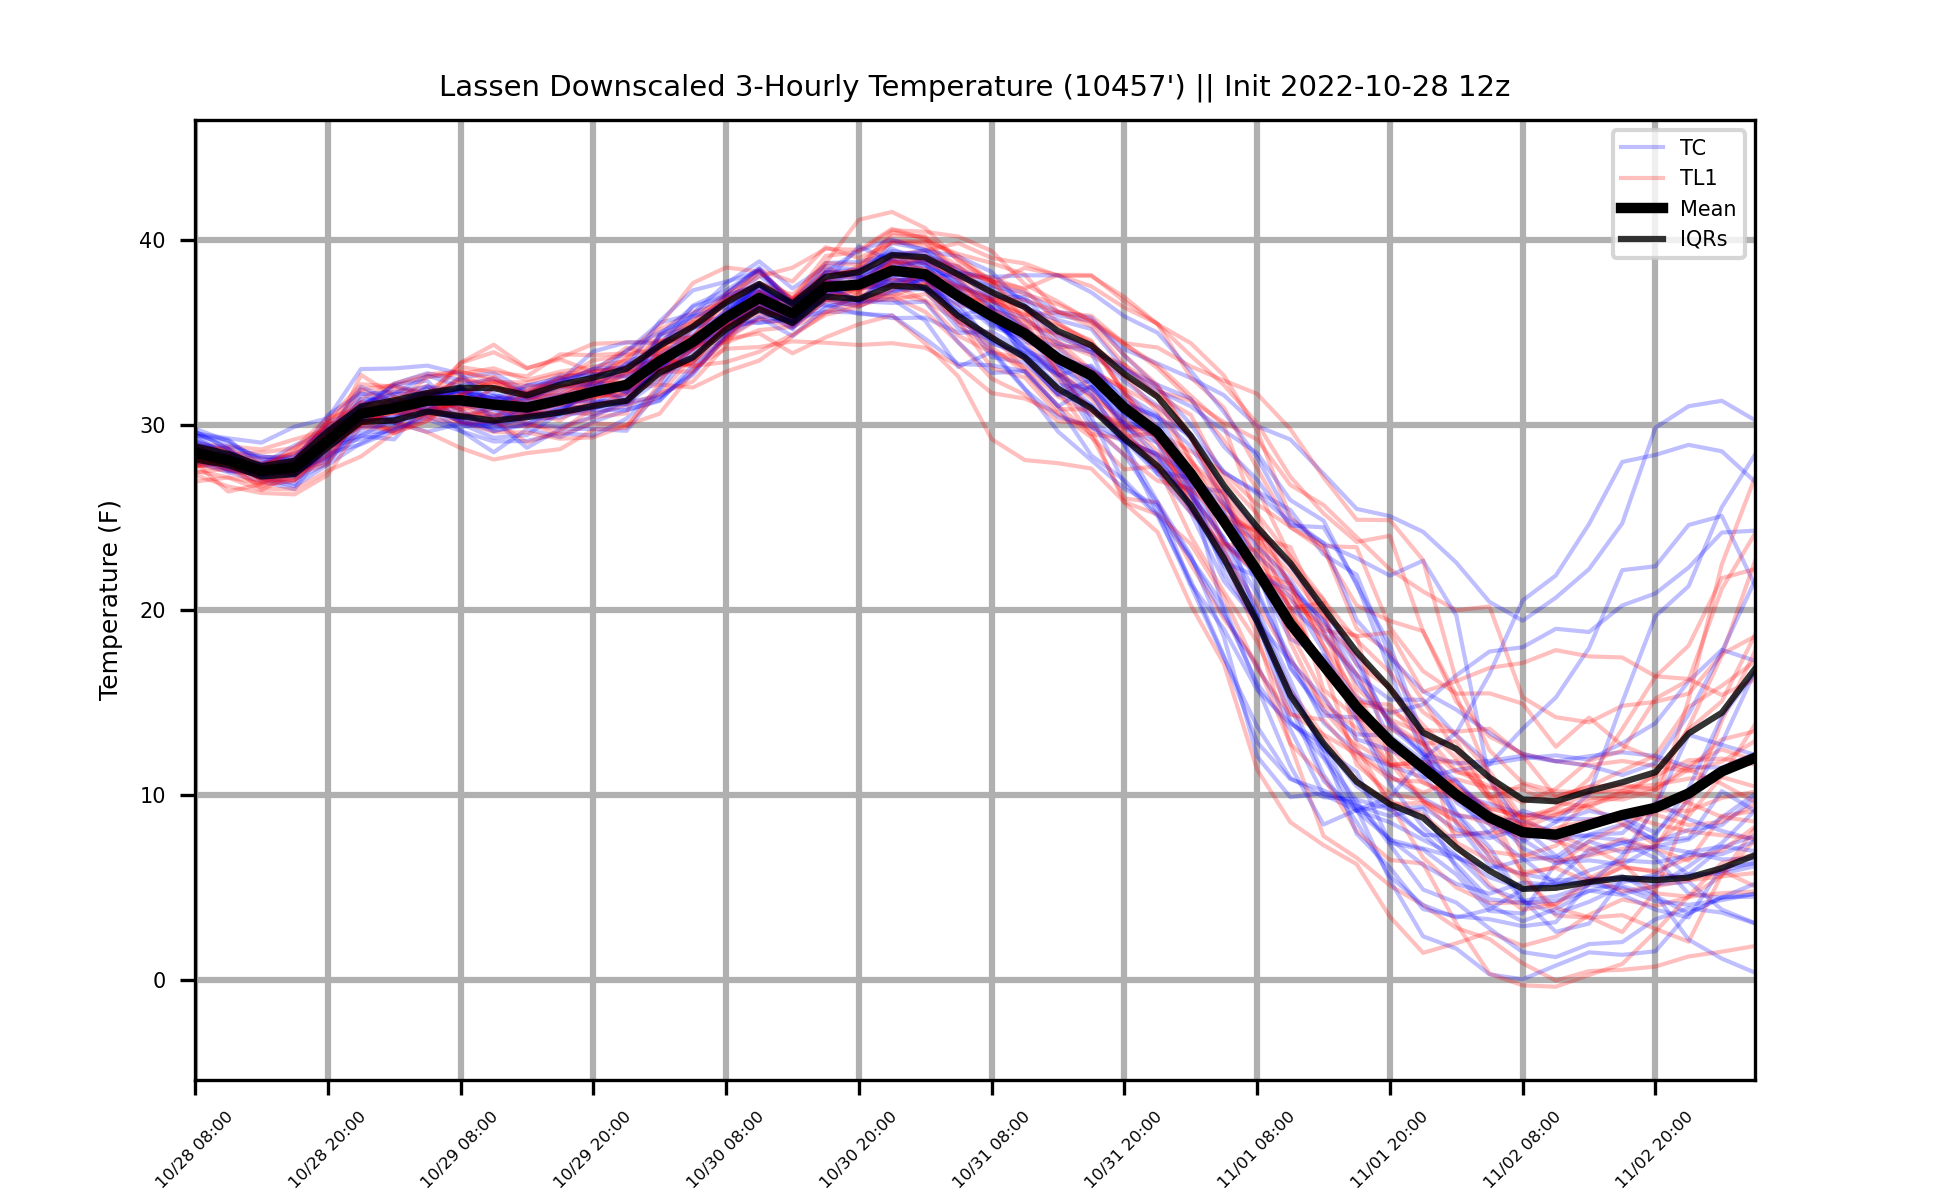 Lassen Downscaled 3-Hourly Temperature (10457') || Init 2022-10-28 12z
TC
TL1
Mean
IQRs
Temperature (F)
40
30
20
10
0
10/28 08:00
10/28 20:00
10/29 08:00
10/29 20:00
10/30 08:00
10/30 20:00
10/31 08:00
10/31 20:00
11/01 08:00
11/01 20:00
11/02 08:00
11/02 20:00